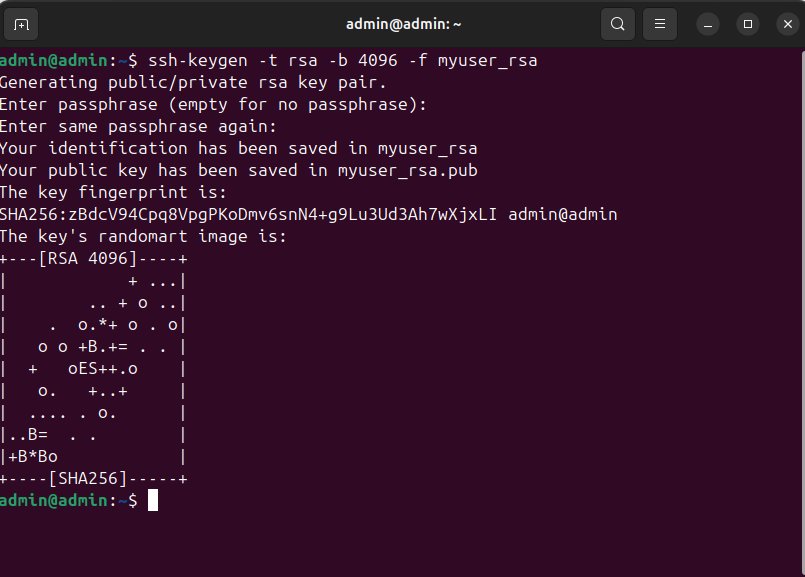 admin@admin: ~
admin@admin:~$ ssh-keygen -t rsa -b 4096 -f myuser_rsa
Generating public/private rsa key pair.
Enter passphrase (empty for no passphrase):
Enter same passphrase again:
Your identification has been saved in myuser_rsa
Your public key has been saved in myuser_rsa.pub
The key fingerprint is:
SHA256:zBdcV94Cpq8VpgPKoDmv6snN4+g9Lu3Ud3Ah7wXjxLI admin@admin
The key's randomart image is:
+---[RSA 4096]----+
|            + ...|
|        .. + o ..|
|    .  o.*+ o . o|
|   o o +B.+= . . |
|  +   oES++.o    |
|   o.   +..+     |
|  .... . o.      |
|..B=  . .        |
|+B*Bo            |
+----[SHA256]-----+
admin@admin:~$